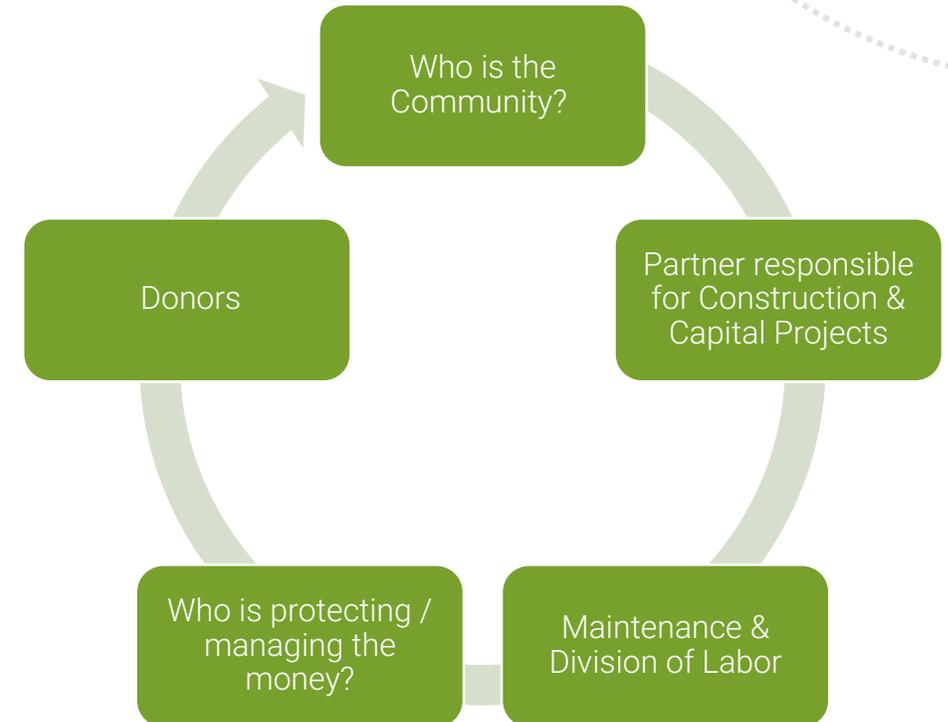 Who is the
Community?
Partner responsible
for Construction &
Capital Projects
Maintenance &
Division of Labor
Who is protecting /
managing the
money?
Donors